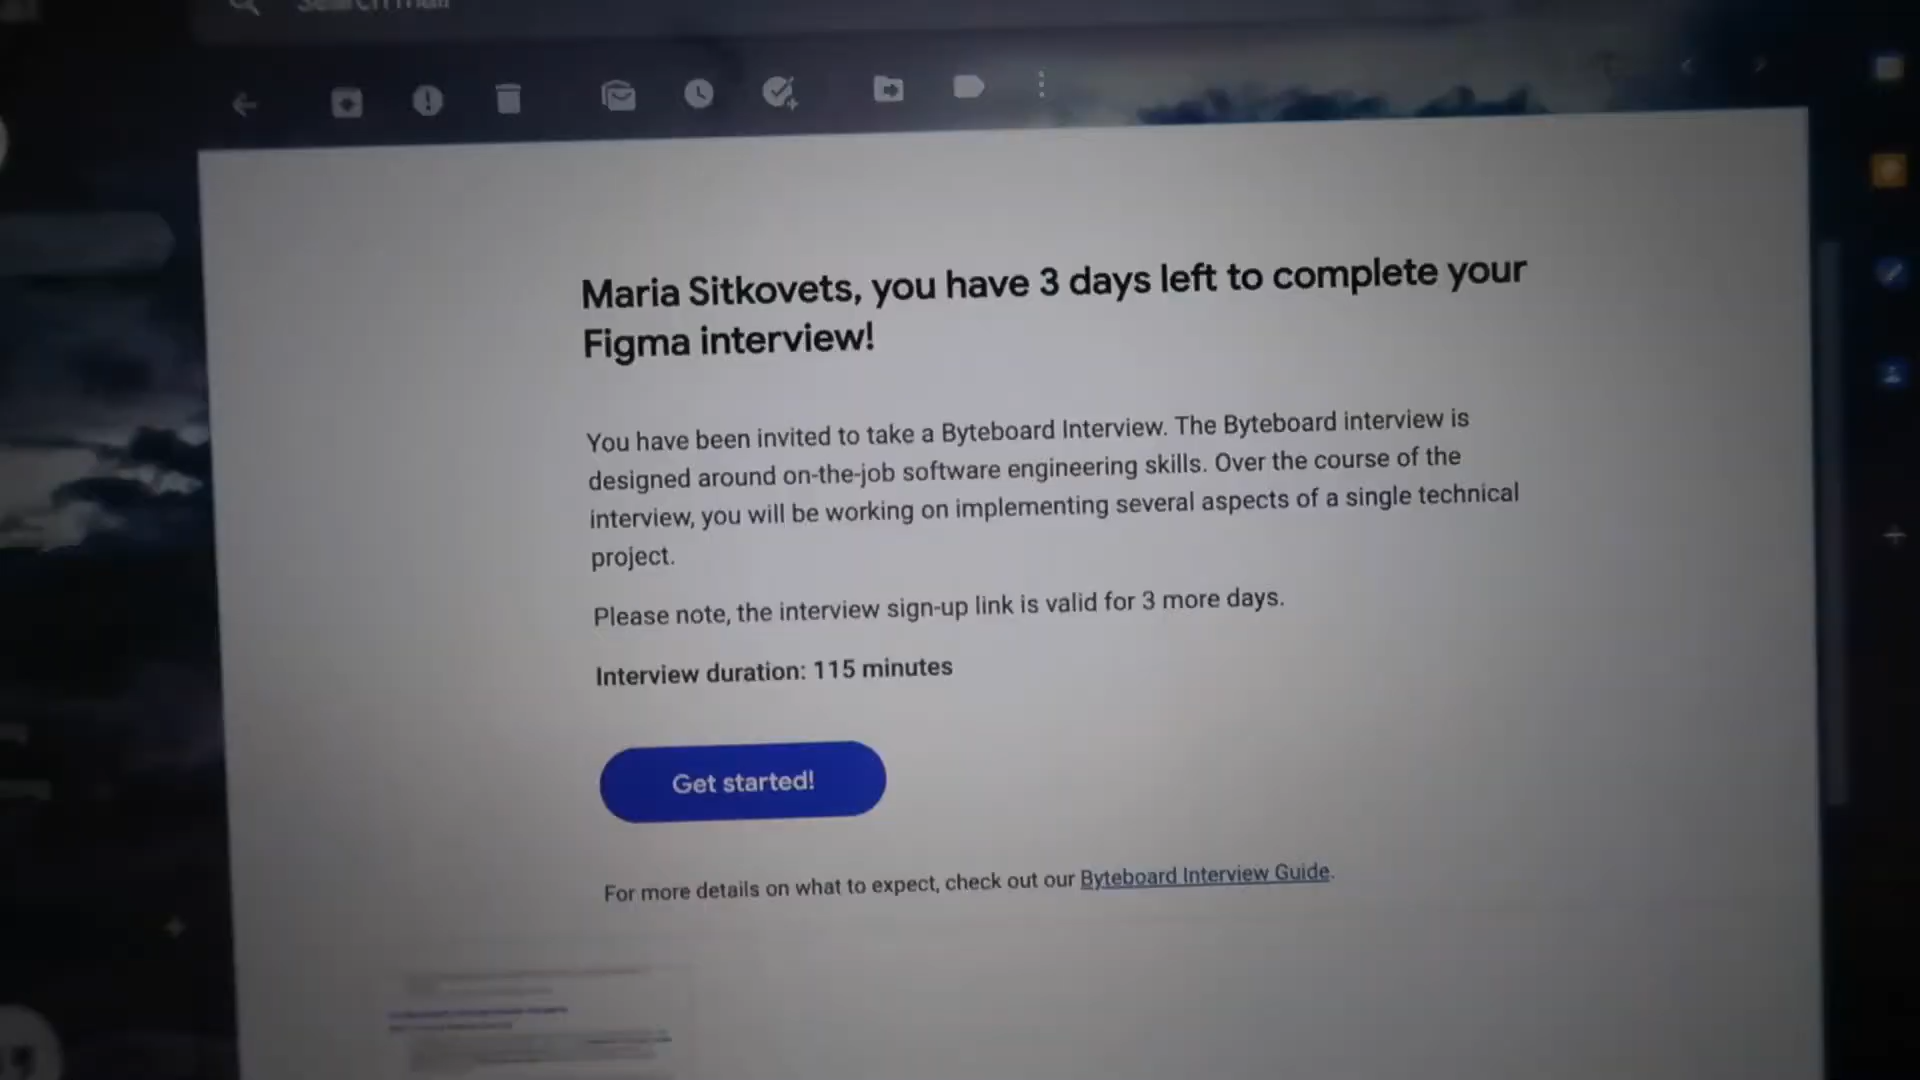 Search mail
Maria Sitkovets, you have 3 days left to complete your
Figma interview!
You have been invited to take a Byteboard Interview. The Byteboard interview is
designed around on-the-job software engineering skills. Over the course of the
interview, you will be working on implementing several aspects of a single technical
project.
Please note, the interview sign-up link is valid for 3 more days.
Interview duration: 115 minutes
Get started!
For more details on what to expect, check out our Byteboard Interview Guide.